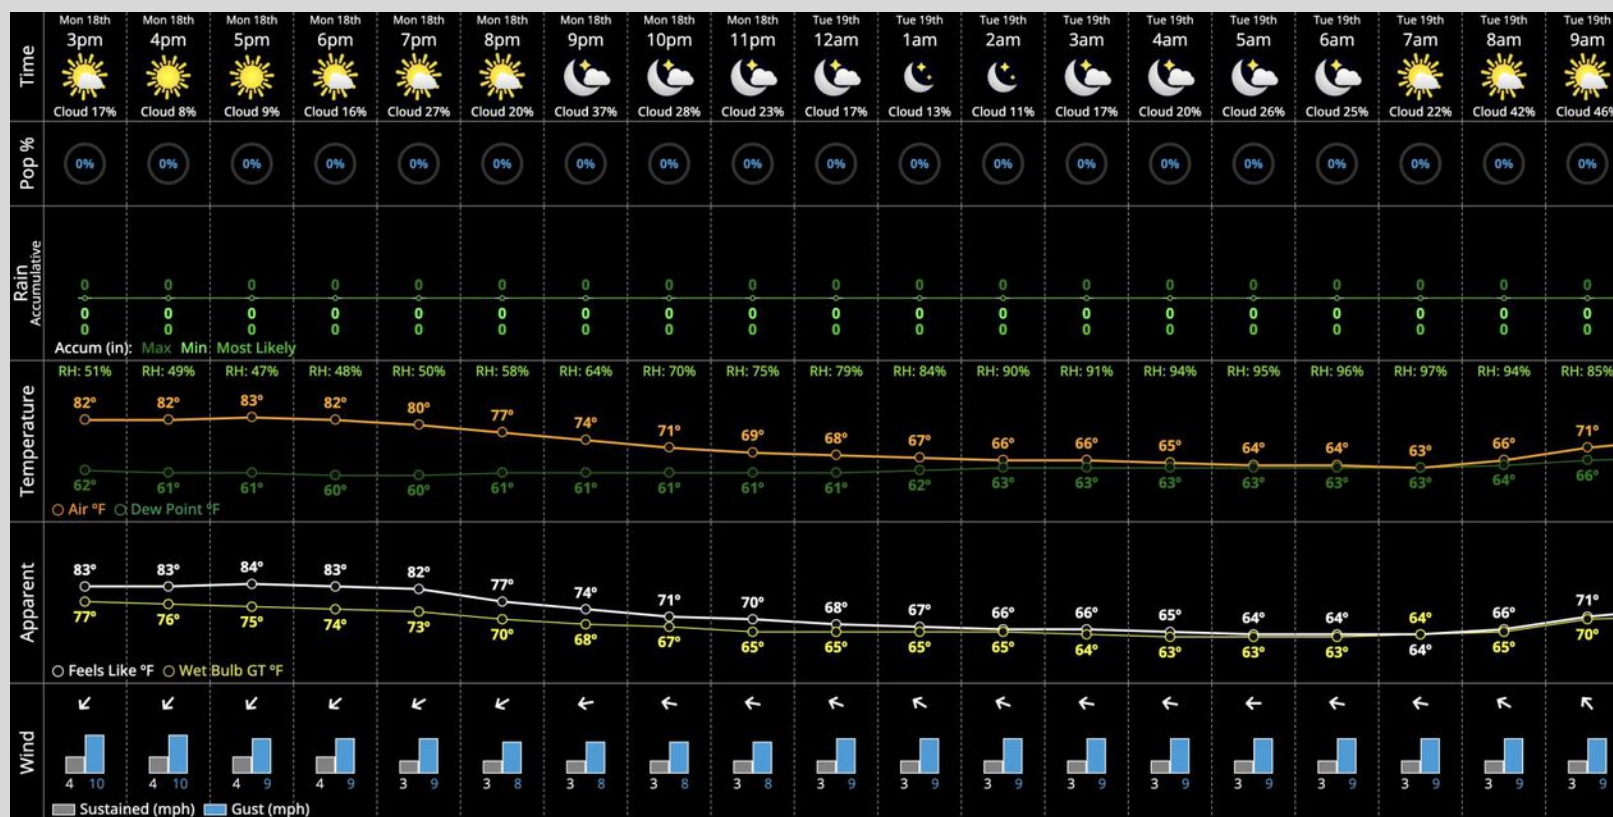 Mon 18th Mon 18th Mon 18th Mon 18th Mon 18th Mon 18th Mon 18th Mon 18th Mon 18th Tue 19th Tue 19th Tue 19th Tue 19th Tue 19th Tue 19th Tue 19th Tue 19th Tue 19th Tue 19th
Time 3pm 4pm 5pm 6pm 7pm 8pm 9pm 10pm 11pm 12am 1am 2am 3am 4am 5am 6am 7am 8am 9am
Cloud 17% Cloud 8% Cloud 9% Cloud 16% Cloud 27% Cloud 20% Cloud 37% Cloud 28% Cloud 23% Cloud 17% Cloud 13% Cloud 11% Cloud 17% Cloud 20% Cloud 26% Cloud 25% Cloud 22% Cloud 42% Cloud 46%
Pop % 0% 0% 0% 0% 0% 0% 0% 0% 0% 0% 0% 0% 0% 0% 0% 0% 0% 0% 0%
Rain
Accumulative
0 0 0 0 0 0 0 0 0 0 0 0 0 0 0 0 0 0 0
0 0 0 0 0 0 0 0 0 0 0 0 0 0 0 0 0 0 0
0 0 0 0 0 0 0 0 0 0 0 0 0 0 0 0 0 0 0
Accum (in): Max Min Most Likely
RH: 51% RH: 49% RH: 47% RH: 48% RH: 50% RH: 58% RH: 64% RH: 70% RH: 75% RH: 79% RH: 84% RH: 90% RH: 91% RH: 94% RH: 95% RH: 96% RH: 97% RH: 94% RH: 85%
Temperature
82° 82° 83° 82° 80° 77° 74° 71° 69° 68° 67° 66° 66° 65° 64° 64° 63° 66° 71°
62° 61° 61° 60° 60° 61° 61° 61° 61° 61° 62° 63° 63° 63° 63° 63° 63° 64° 66°
Air °F Dew Point °F
Apparent
83° 83° 84° 83° 82° 77° 74° 71° 70° 68° 67° 66° 66° 65° 64° 64° 64° 66° 71°
77° 76° 75° 74° 73° 70° 68° 67° 65° 65° 65° 65° 64° 63° 63° 63° 64° 65° 70°
Feels Like °F Wet Bulb GT °F
Wind
4 10 4 10 4 9 4 9 3 9 3 8 3 8 3 8 3 8 3 9 3 9 3 9 3 9 3 9 3 9 3 9 3 9 3 9 3 9
Sustained (mph) Gust (mph)